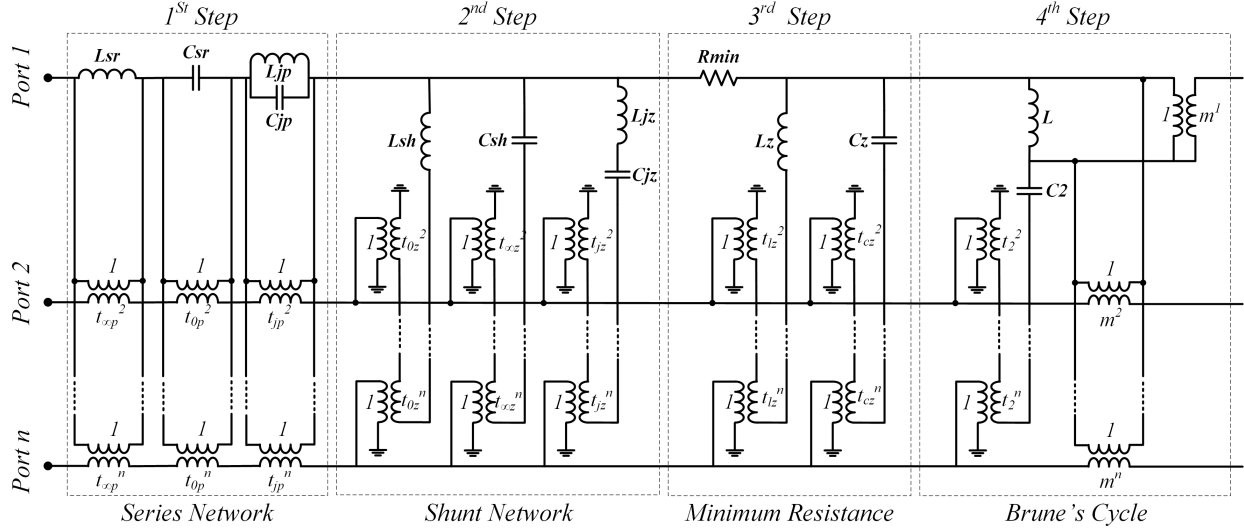 1St Step
2nd Step
3rd Step
4th Step
Port 1
Lsr
Csr
Ljp
Cjp
Lsh
Csh
Ljz
Cjz
Rmin
Lz
Cz
L
C2
1
m1
1
t0z2
1
t∞z2
1
tjz2
1
tlz2
1
tcz2
1
t22
Port 2
1
t∞p2
1
t0p2
1
tjp2
1
m2
1
t0zn
1
t∞zn
1
tjzn
1
tlzn
1
tczn
1
t2n
Port n
1
t∞pn
1
t0pn
1
tjpn
1
mn
Series Network
Shunt Network
Minimum Resistance
Brune's Cycle